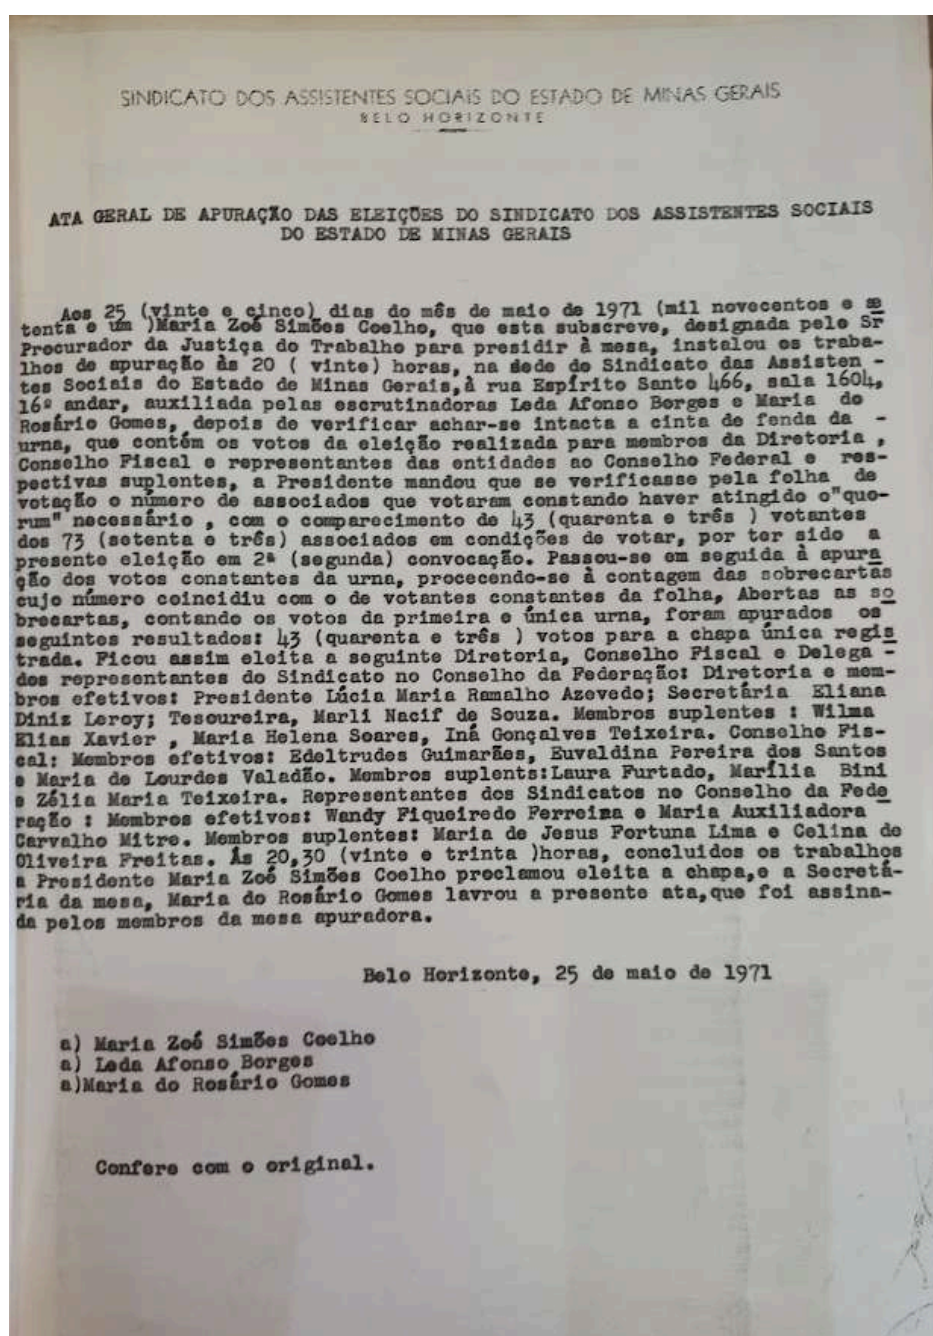 SINDICATO DOS ASSISTENTES SOCIAIS DO ESTADO DE MINAS GERAIS
BELO HORIZONTE
ATA GERAL DE APURAÇÃO DAS ELEIÇÕES DO SINDICATO DOS ASSISTENTES SOCIAIS
DO ESTADO DE MINAS GERAIS
Aos 25 (vinte e cinco) dias do mês de maio de 1971 (mil novecentos e se
tenta e um )Maria Zoé Simões Coelho, que esta subscreve, designada pelo Sr
Procurador da Justiça do Trabalho para presidir à mesa, instalou os traba-
lhos de apuração às 20 ( vinte) horas, na sede do Sindicato das Assisten -
tes Sociais do Estado de Minas Gerais,à rua Espírito Santo 466, sala 1604,
16º andar, auxiliada pelas escrutinadoras Leda Afonso Borges e Maria do
Rosário Gomes, depois de verificar achar-se intacta a cinta de fenda da -
urna, que contém os votos da eleição realizada para membros da Diretoria ,
Conselho Fiscal e representantes das entidades ao Conselho Federal e res-
pectivas suplentes, a Presidente mandou que se verificasse pela folha de
votação o número de associados que votaram constando haver atingido o"quo-
rum" necessário , com o comparecimento de 43 (quarenta e três ) votantes
dos 73 (setenta e três) associados em condições de votar, por ter sido a
presente eleição em 2ª (segunda) convocação. Passou-se em seguida à apura
ção dos votos constantes da urna, procecendo-se à contagem das sobrecartas
cujo número coincidiu com o de votantes constantes da folha, Abertas as so
brecartas, contando os votos da primeira e única urna, foram apurados os
seguintes resultados: 43 (quarenta e três ) votos para a chapa única regis
trada. Ficou assim eleita a seguinte Diretoria, Conselho Fiscal e Delega -
dos representantes do Sindicato no Conselho da Federação: Diretoria e mem-
bros efetivos: Presidente Lúcia Maria Ramalho Azevedo; Secretária Eliana
Diniz Leroy; Tesoureira, Marli Nacif de Souza. Membros suplentes : Wilma
Elias Xavier , Maria Helena Soares, Iná Gonçalves Teixeira. Conselho Fis-
cal: Membros efetivos: Edeltrudes Guimarães, Euvaldina Pereira dos Santos
e Maria de Lourdes Valadão. Membros suplents:Laura Furtado, Marília Bini
e Zélia Maria Teixeira. Representantes dos Sindicatos no Conselho da Fede
ração : Membros efetivos: Wandy Fiqueiredo Ferreira e Maria Auxiliadora
Carvalho Mitre. Membros suplentes: Maria de Jesus Fortuna Lima e Celina de
Oliveira Freitas. Às 20,30 (vinte e trinta )horas, concluidos os trabalhos
a Presidente Maria Zoé Simões Coelho proclamou eleita a chapa,e a Secretá-
ria da mesa, Maria do Rosário Gomes lavrou a presente ata,que foi assina-
da pelos membros da mesa apuradora.
Belo Horizonte, 25 de maio de 1971
a) Maria Zoé Simões Coelho
a) Leda Afonso Borges
a)Maria do Rosário Gomes
Confere com o original.